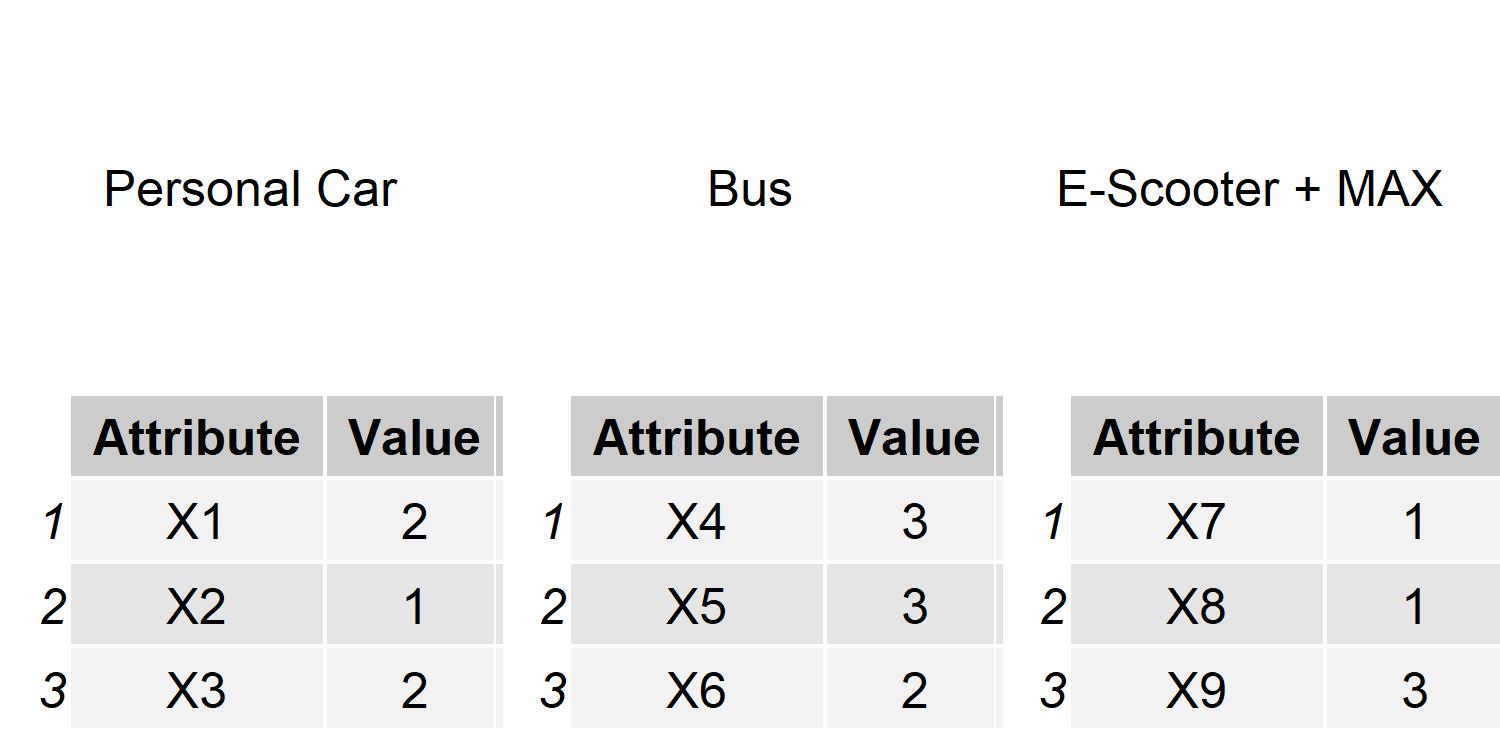 Personal Car Bus E-Scooter + MAX
Attribute Value Attribute Value Attribute Value
1 X1 2 1 X4 3 1 X7 1
2 X2 1 2 X5 3 2 X8 1
3 X3 2 3 X6 2 3 X9 3